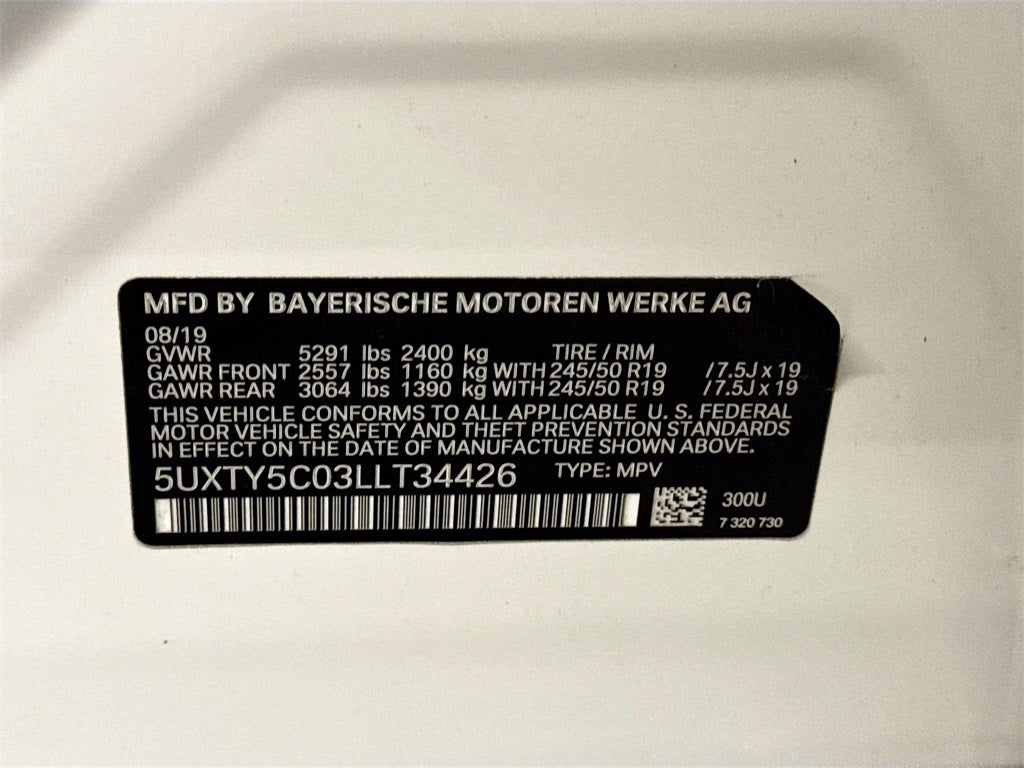 MFD BY BAYERISCHE MOTOREN WERKE AG
08/19
GVWR 5291 lbs 2400 kg TIRE / RIM
GAWR FRONT 2557 lbs 1160 kg WITH 245/50 R19 /7.5J x 19
GAWR REAR 3064 lbs 1390 kg WITH 245/50 R19 /7.5J x 19
THIS VEHICLE CONFORMS TO ALL APPLICABLE U. S. FEDERAL
MOTOR VEHICLE SAFETY AND THEFT PREVENTION STANDARDS
IN EFFECT ON THE DATE OF MANUFACTURE SHOWN ABOVE.
5UXTY5C03LLT34426 TYPE: MPV
300U
7 320 730